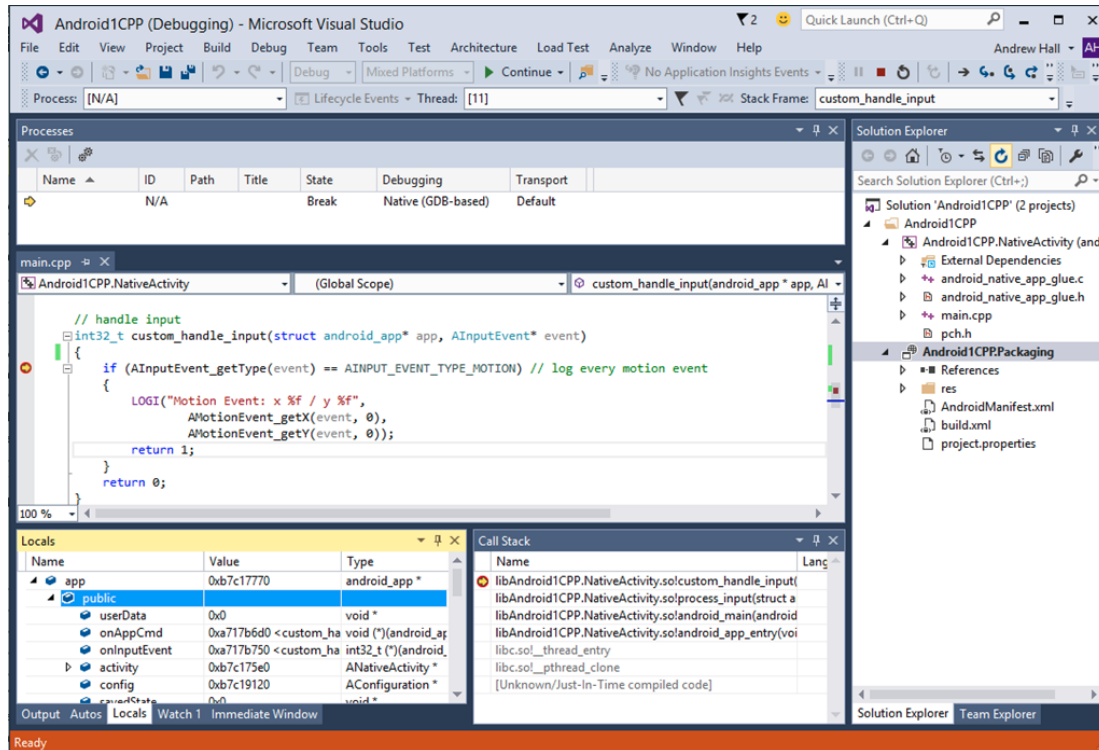 Android1CPP (Debugging) - Microsoft Visual Studio
2
Quick Launch (Ctrl+Q)
File Edit View Project Build Debug Team Tools Test Architecture Load Test Analyze Window Help
Andrew Hall
AH
Debug Mixed Platforms Continue No Application Insights Events
Process: [N/A] Lifecycle Events Thread: [11] Stack Frame: custom_handle_input
Processes
Name ID Path Title State Debugging Transport
N/A Break Native (GDB-based) Default
main.cpp
Android1CPP.NativeActivity (Global Scope) custom_handle_input(android_app * app, AI
// handle input
int32_t custom_handle_input(struct android_app* app, AInputEvent* event)
{
if (AInputEvent_getType(event) == AINPUT_EVENT_TYPE_MOTION) // log every motion event
{
LOGI("Motion Event: x %f / y %f",
AMotionEvent_getX(event, 0),
AMotionEvent_getY(event, 0));
return 1;
}
return 0;
}
100 %
Locals
Name Value Type
app 0xb7c17770 android_app *
public
userData 0x0 void *
onAppCmd 0xa717b6d0 <custom_ha void (*)(android_ap
onInputEvent 0xa717b750 <custom_ha int32_t (*)(android_
activity 0xb7c175e0 ANativeActivity *
config 0xb7c19120 AConfiguration *
savedState 0x0 void *
Output Autos Locals Watch 1 Immediate Window
Call Stack
Name Lang
libAndroid1CPP.NativeActivity.so!custom_handle_input(
libAndroid1CPP.NativeActivity.so!process_input(struct a
libAndroid1CPP.NativeActivity.so!android_main(android
libAndroid1CPP.NativeActivity.so!android_app_entry(voi
libc.so!__thread_entry
libc.so!__pthread_clone
[Unknown/Just-In-Time compiled code]
Solution Explorer
Search Solution Explorer (Ctrl+;)
Solution 'Android1CPP' (2 projects)
Android1CPP
Android1CPP.NativeActivity (and
External Dependencies
android_native_app_glue.c
android_native_app_glue.h
main.cpp
pch.h
Android1CPP.Packaging
References
res
AndroidManifest.xml
build.xml
project.properties
Solution Explorer Team Explorer
Ready